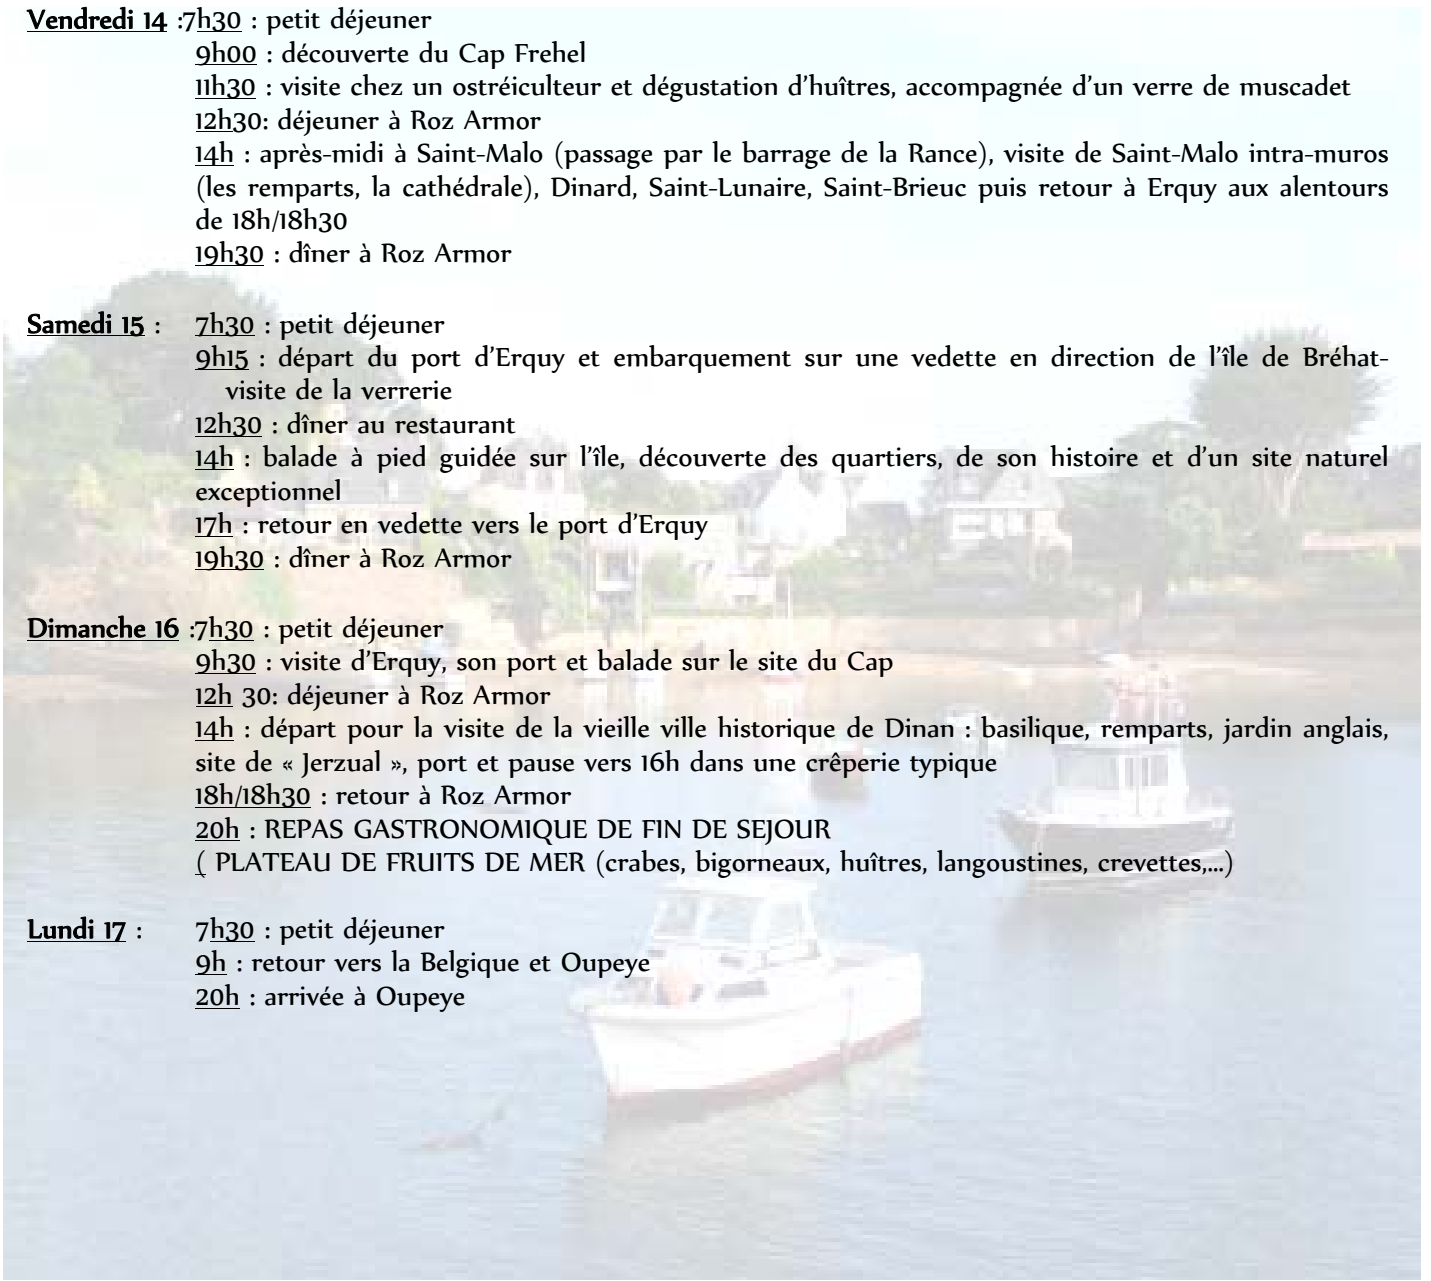 Vendredi 14 :7h30 : petit déjeuner
9h00 : découverte du Cap Frehel
11h30 : visite chez un ostréiculteur et dégustation d'huîtres, accompagnée d'un verre de muscadet
12h30: déjeuner à Roz Armor
14h : après-midi à Saint-Malo (passage par le barrage de la Rance), visite de Saint-Malo intra-muros
(les remparts, la cathédrale), Dinard, Saint-Lunaire, Saint-Brieuc puis retour à Erquy aux alentours
de 18h/18h30
19h30 : dîner à Roz Armor
Samedi 15 : 7h30 : petit déjeuner
9h15 : départ du port d'Erquy et embarquement sur une vedette en direction de l'île de Bréhat-
visite de la verrerie
12h30 : dîner au restaurant
14h : balade à pied guidée sur l'île, découverte des quartiers, de son histoire et d'un site naturel
exceptionnel
17h : retour en vedette vers le port d'Erquy
19h30 : dîner à Roz Armor
Dimanche 16 :7h30 : petit déjeuner
9h30 : visite d'Erquy, son port et balade sur le site du Cap
12h 30: déjeuner à Roz Armor
14h : départ pour la visite de la vieille ville historique de Dinan : basilique, remparts, jardin anglais,
site de « Jerzual », port et pause vers 16h dans une crêperie typique
18h/18h30 : retour à Roz Armor
20h : REPAS GASTRONOMIQUE DE FIN DE SEJOUR
( PLATEAU DE FRUITS DE MER (crabes, bigorneaux, huîtres, langoustines, crevettes,...)
Lundi 17 : 7h30 : petit déjeuner
9h : retour vers la Belgique et Oupeye
20h : arrivée à Oupeye